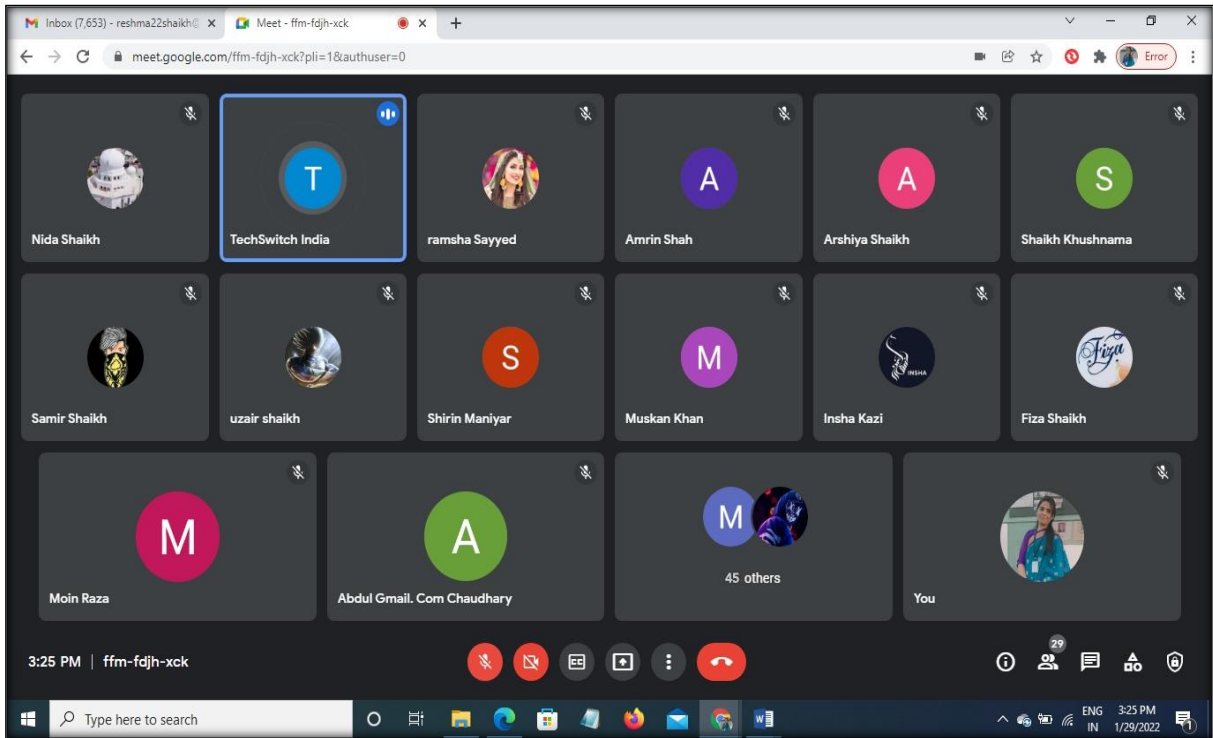 Inbox (7,653) - reshma22shaikh@ Meet - ffm-fdjh-xck
meet.google.com/ffm-fdjh-xck?pli=1&authuser=0 Error
T A A S
Nida Shaikh TechSwitch India ramsha Sayyed Amrin Shah Arshiya Shaikh Shaikh Khushnama
S M INSHA Fiza
Samir Shaikh uzair shaikh Shirin Maniyar Muskan Khan Insha Kazi Fiza Shaikh
M A M
45 others
Moin Raza Abdul Gmail. Com Chaudhary You
3:25 PM | ffm-fdjh-xck CC 29
Type here to search ENG 3:25 PM
IN 1/29/2022 1